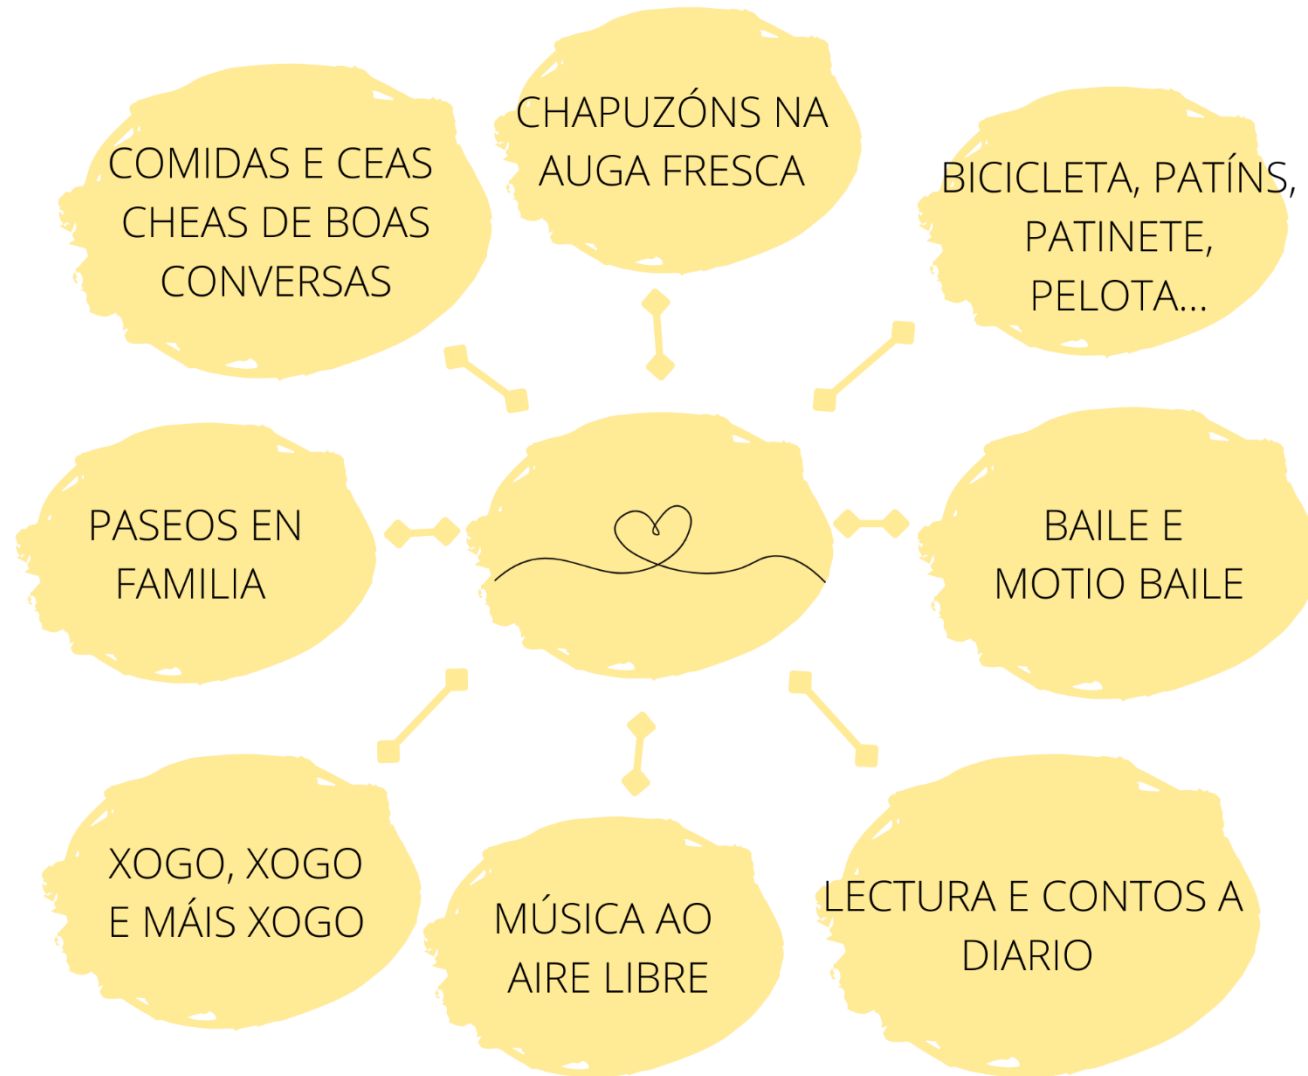 COMIDAS E CEAS
CHEAS DE BOAS
CONVERSAS
CHAPUZÓNS NA
AUGA FRESCA
BICICLETA, PATÍNS,
PATINETE,
PELOTA...
PASEOS EN
FAMILIA
BAILE E
MOTIO BAILE
XOGO, XOGO
E MÁIS XOGO
MÚSICA AO
AIRE LIBRE
LECTURA E CONTOS A
DIARIO